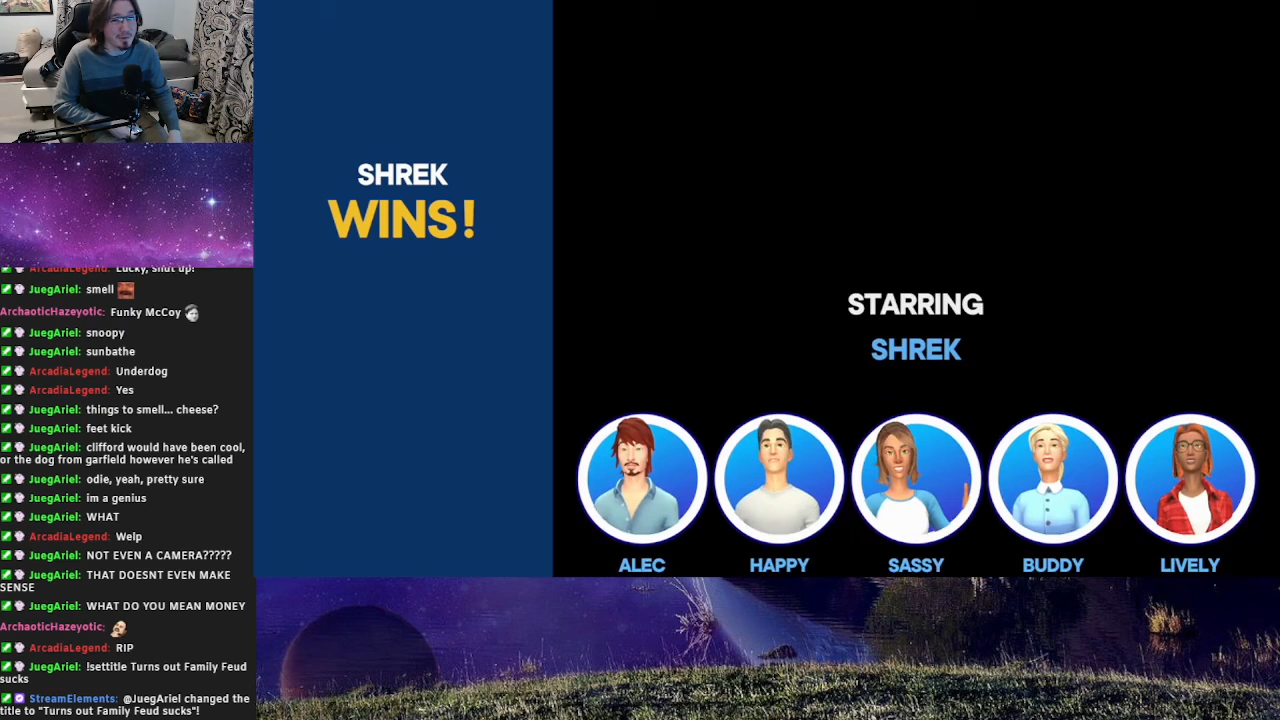 SHREK
WINS!
STARRING
SHREK
ALEC
HAPPY
SASSY
BUDDY
LIVELY
ArcadiaLegend: Lucky, shut up!
JuegAriel: smell
ArchaoticHazeyotic: Funky McCoy
JuegAriel: snoopy
JuegAriel: sunbathe
ArcadiaLegend: Underdog
ArcadiaLegend: Yes
JuegAriel: things to smell... cheese?
JuegAriel: feet kick
JuegAriel: clifford would have been cool,
or the dog from garfield however he's called
JuegAriel: odie, yeah, pretty sure
JuegAriel: im a genius
JuegAriel: WHAT
ArcadiaLegend: Welp
JuegAriel: NOT EVEN A CAMERA?????
JuegAriel: THAT DOESNT EVEN MAKE
SENSE
JuegAriel: WHAT DO YOU MEAN MONEY
ArchaoticHazeyotic:
ArcadiaLegend: RIP
JuegAriel: !settitle Turns out Family Feud
sucks
StreamElements: @JuegAriel changed the
title to "Turns out Family Feud sucks"!